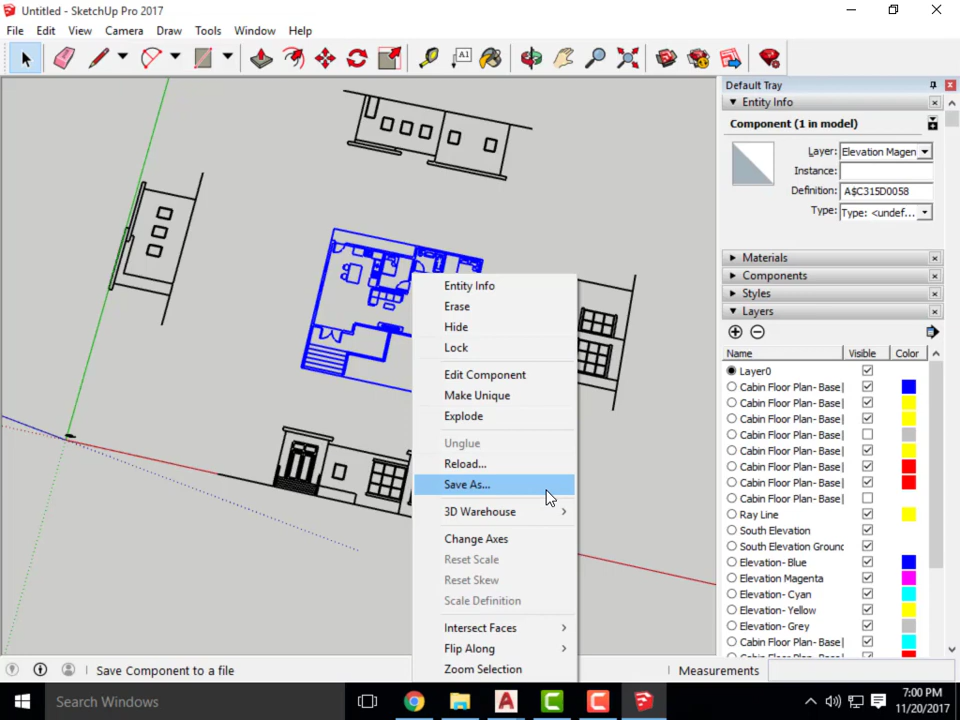 Untitled - SketchUp Pro 2017
File Edit View Camera Draw Tools Window Help
A1
Default Tray
Entity Info
Component (1 in model)
Layer: Elevation Magen
Instance:
Definition: A$C315D0058
Type: Type: <undef...
Materials
Components
Styles
Layers
Name Visible Color
Layer0
Cabin Floor Plan- Base|
Cabin Floor Plan- Base|
Cabin Floor Plan- Base|
Cabin Floor Plan- Base|
Cabin Floor Plan- Base|
Cabin Floor Plan- Base|
Cabin Floor Plan- Base|
Cabin Floor Plan- Base|
Ray Line
South Elevation
South Elevation Ground
Elevation- Blue
Elevation Magenta
Elevation- Cyan
Elevation- Yellow
Elevation- Grey
Cabin Floor Plan- Base|
Cabin Floor Plan- Base|
Entity Info
Erase
Hide
Lock
Edit Component
Make Unique
Explode
Unglue
Reload...
Save As...
3D Warehouse
Change Axes
Reset Scale
Reset Skew
Scale Definition
Intersect Faces
Flip Along
Zoom Selection
Save Component to a file
Measurements
Search Windows
7:00 PM
11/20/2017